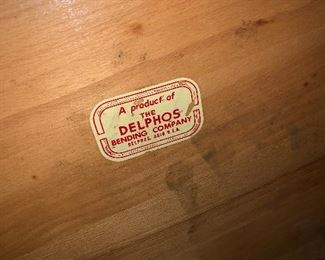 A product of
THE
DELPHOS
BENDING COMPANY
DELPHOS, OHIO U.S.A.